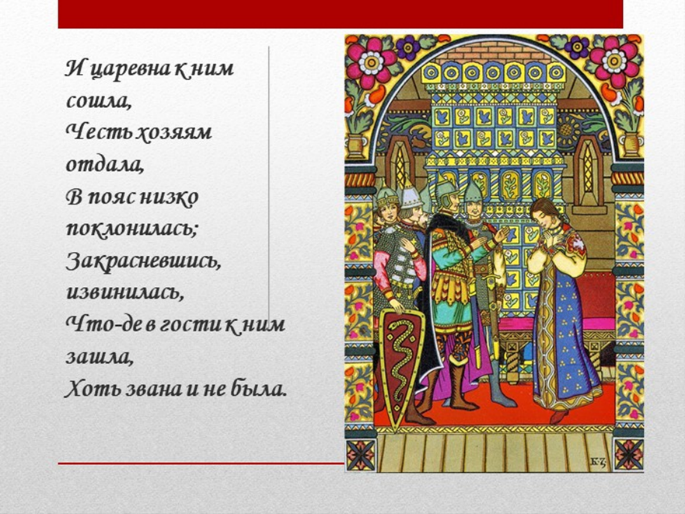 И царевна к ним
сошла,
Честь хозяям
отдала,
В пояс низко
поклонилась;
Закрасневшись,
извинилась,
Что-де в гости к ним
зашла,
Хоть звана и не была.